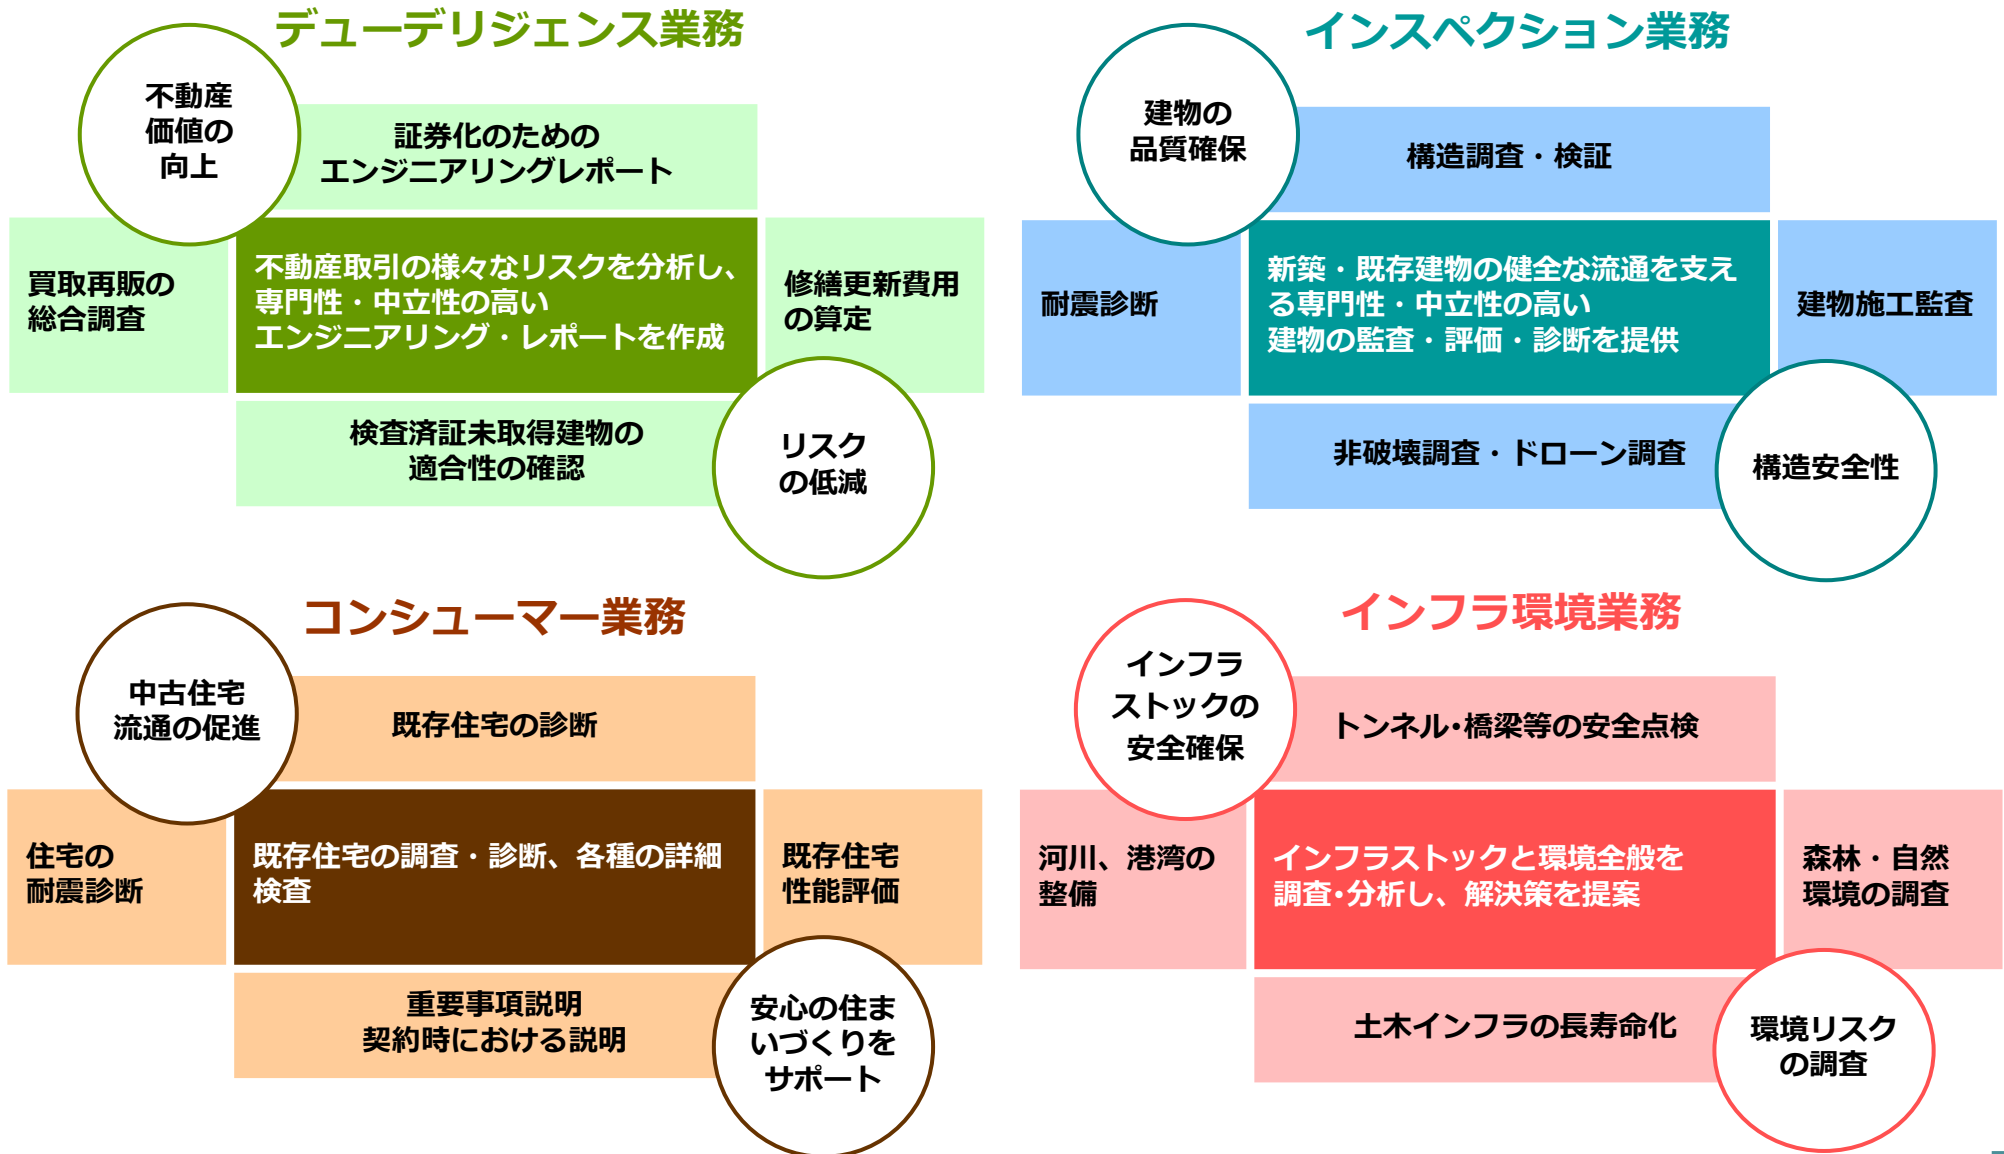 デューデリジェンス業務
不動産
価値の
向上
証券化のための
エンジニアリングレポート
買取再販の
総合調査
不動産取引の様々なリスクを分析し、
専門性・中立性の高い
エンジニアリング・レポートを作成
修繕更新費用
の算定
検査済証未取得建物の
適合性の確認
リスク
の低減
インスペクション業務
建物の
品質確保
構造調査・検証
耐震診断
新築・既存建物の健全な流通を支え
る専門性・中立性の高い
建物の監査・評価・診断を提供
建物施工監査
非破壊調査・ドローン調査
構造安全性
コンシューマー業務
中古住宅
流通の促進
既存住宅の診断
住宅の
耐震診断
既存住宅の調査・診断、各種の詳細
検査
既存住宅
性能評価
重要事項説明
契約時における説明
安心の住ま
いづくりを
サポート
インフラ環境業務
インフラ
ストックの
安全確保
トンネル・橋梁等の安全点検
河川、港湾の
整備
インフラストックと環境全般を
調査・分析し、解決策を提案
森林・自然
環境の調査
土木インフラの長寿命化
環境リスク
の調査